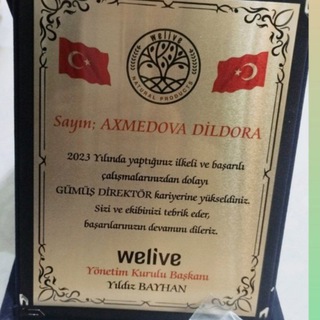 welive
NATURAL PRODUCTS
Sayın: AXMEDOVA DİLDORA
2023 Yılında yaptığınız ilkeli ve başarılı
çalışmalarınızdan dolayı
GÜMÜŞ DİREKTÖR kariyerine yükseldiniz.
Sizi ve ekibinizi tebrik eder,
başarılarınızın devamını dileriz.
welive
Yönetim Kurulu Başkanı
Yıldız BAYHAN